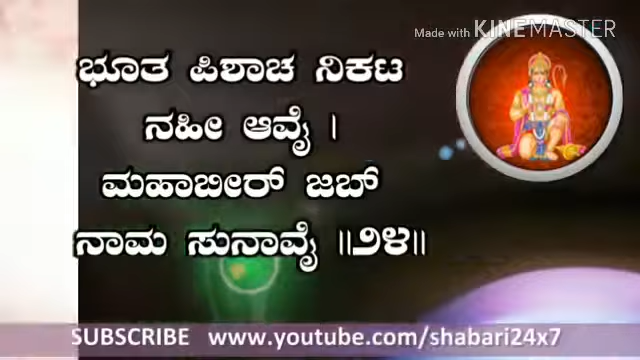 Made with KINEMASTER
ಭೂತ ಪಿಶಾಚ ನಿಕಟ
ನಹೀ ಆವೈ |
ಮಹಾಬೀರ್ ಜಬ್
ನಾಮ ಸುನಾವೈ ||೨೪||
SUBSCRIBE www.youtube.com/shabari24x7